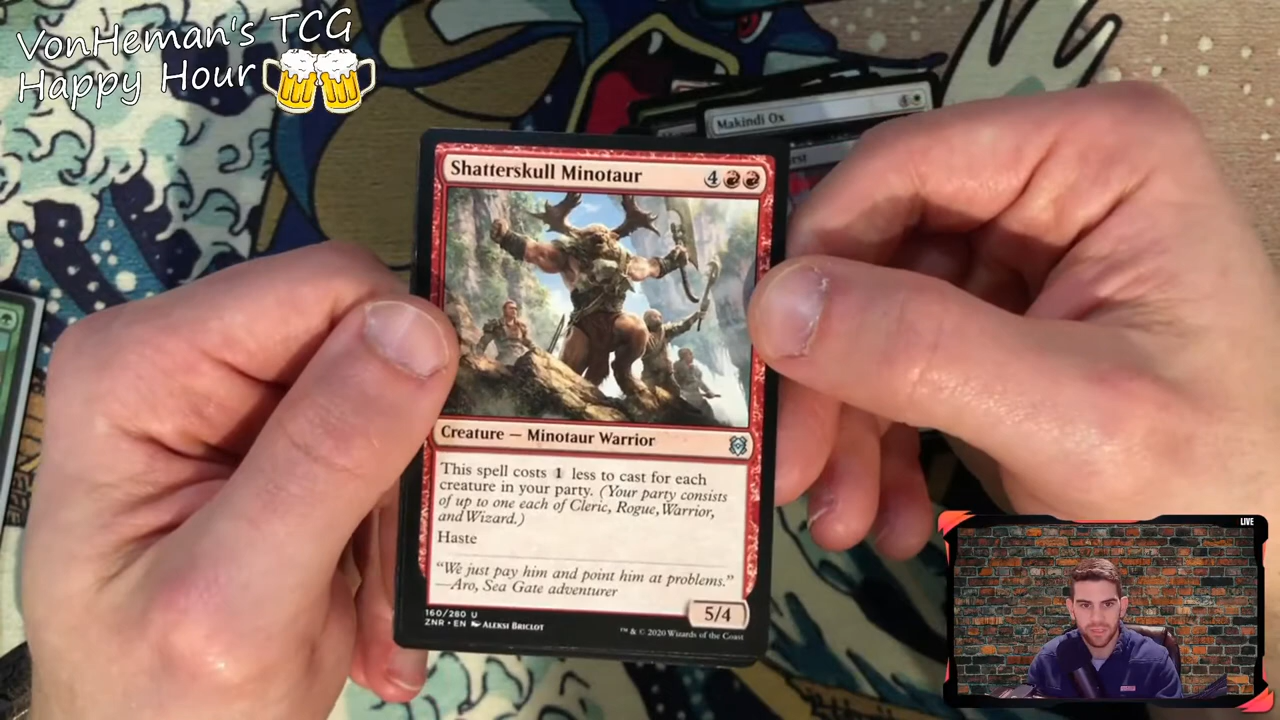 VonHeman's TCG
Happy Hour
Makindi Ox 4
Shatterskull Minotaur 4
Creature — Minotaur Warrior
This spell costs 1 less to cast for each
creature in your party. (Your party consists
of up to one each of Cleric, Rogue, Warrior,
and Wizard.)
Haste
“We just pay him and point him at problems.”
—Aro, Sea Gate adventurer
5/4
160/280 U
ZNR • EN ALEKSI BRICLOT
™ & © 2020 Wizards of the Coast
LIVE